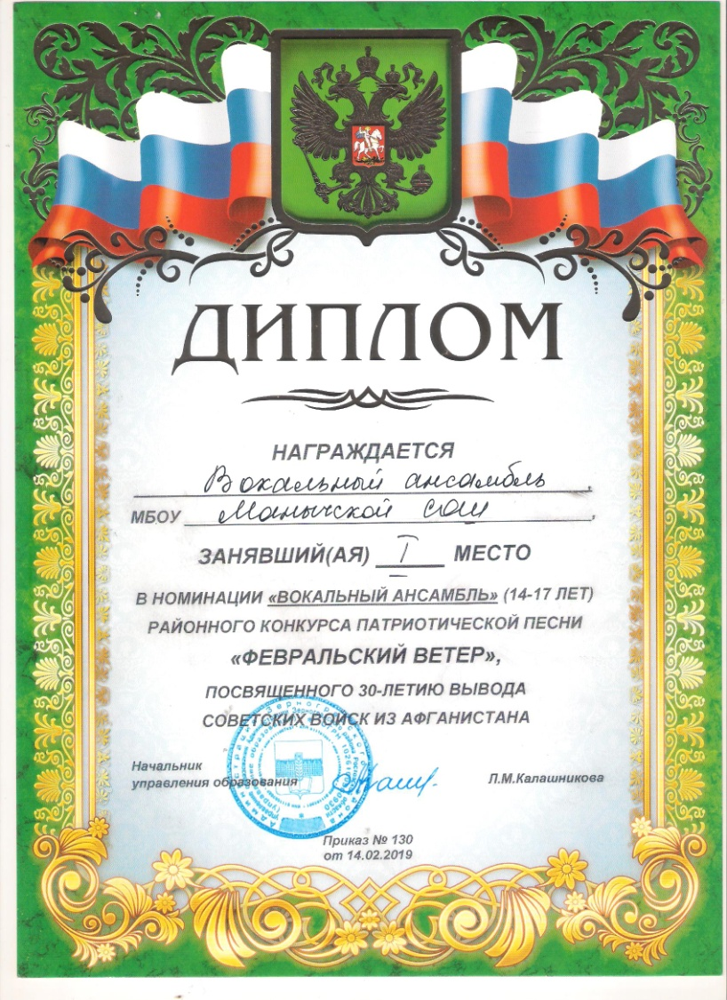 ДИПЛОМ
НАГРАЖДАЕТСЯ
Вокальный ансамбль,
МБОУ Манычской сош,
ЗАНЯВШИЙ(АЯ) I МЕСТО
В НОМИНАЦИИ «ВОКАЛЬНЫЙ АНСАМБЛЬ» (14-17 ЛЕТ)
РАЙОННОГО КОНКУРСА ПАТРИОТИЧЕСКОЙ ПЕСНИ
«ФЕВРАЛЬСКИЙ ВЕТЕР»,
ПОСВЯЩЕННОГО 30-ЛЕТИЮ ВЫВОДА
СОВЕТСКИХ ВОЙСК ИЗ АФГАНИСТАНА
Начальник
управления образования Л.М.Калашникова
Приказ № 130
от 14.02.2019